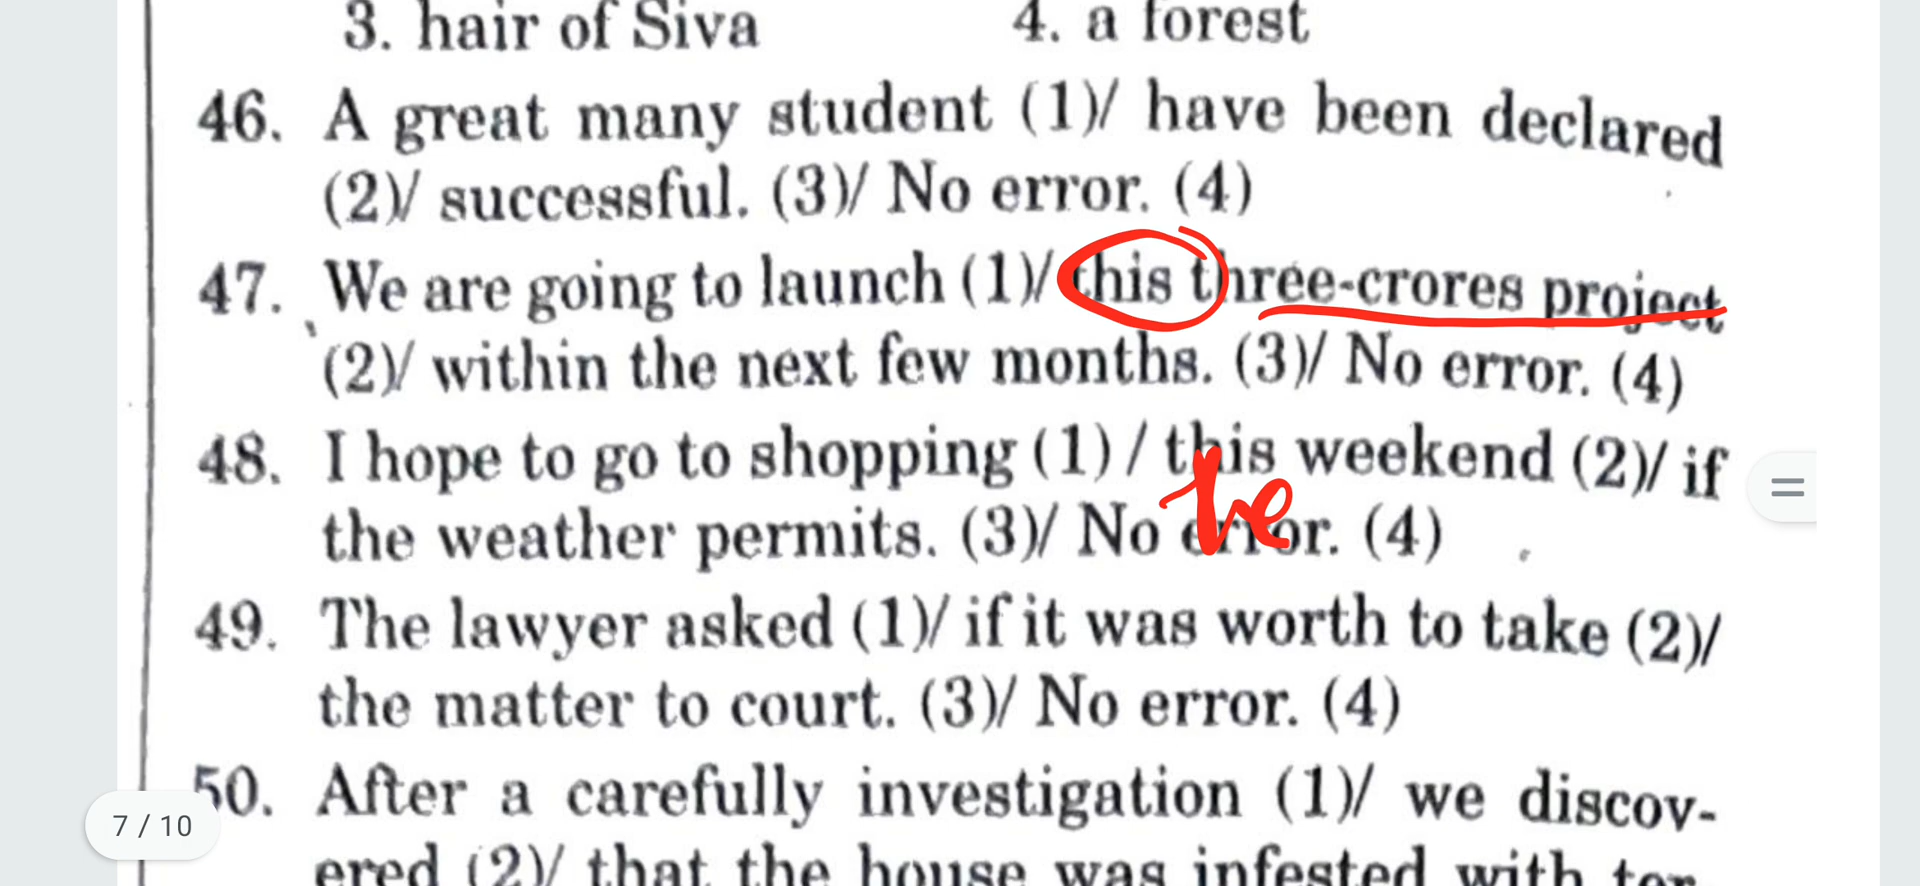 3. hair of Siva 4. a forest
46. A great many student (1)/ have been declared
(2)/ successful. (3)/ No error. (4)
47. We are going to launch (1)/ this three-crores project
(2)/ within the next few months. (3)/ No error. (4)
48. I hope to go to shopping (1) / this weekend (2)/ if
he
the weather permits. (3)/ No error. (4)
49. The lawyer asked (1)/ if it was worth to take (2)/
the matter to court. (3)/ No error. (4)
50. After a carefully investigation (1)/ we discov-
7 / 10
ered (2)/ that the house was infested with ter-